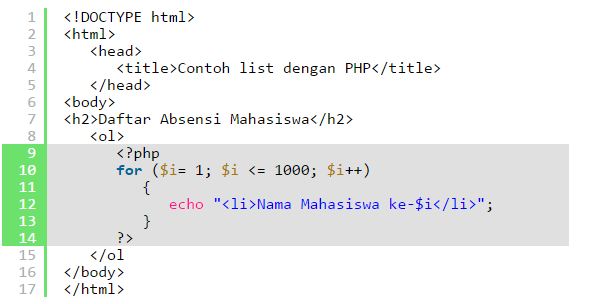 1 <!DOCTYPE html>
2 <html>
3 <head>
4 <title>Contoh list dengan PHP</title>
5 </head>
6 <body>
7 <h2>Daftar Absensi Mahasiswa</h2>
8 <ol>
9 <?php
10 for ($i= 1; $i <= 1000; $i++)
11 {
12 echo "<li>Nama Mahasiswa ke-$i</li>";
13 }
14 ?>
15 </ol
16 </body>
17 </html>